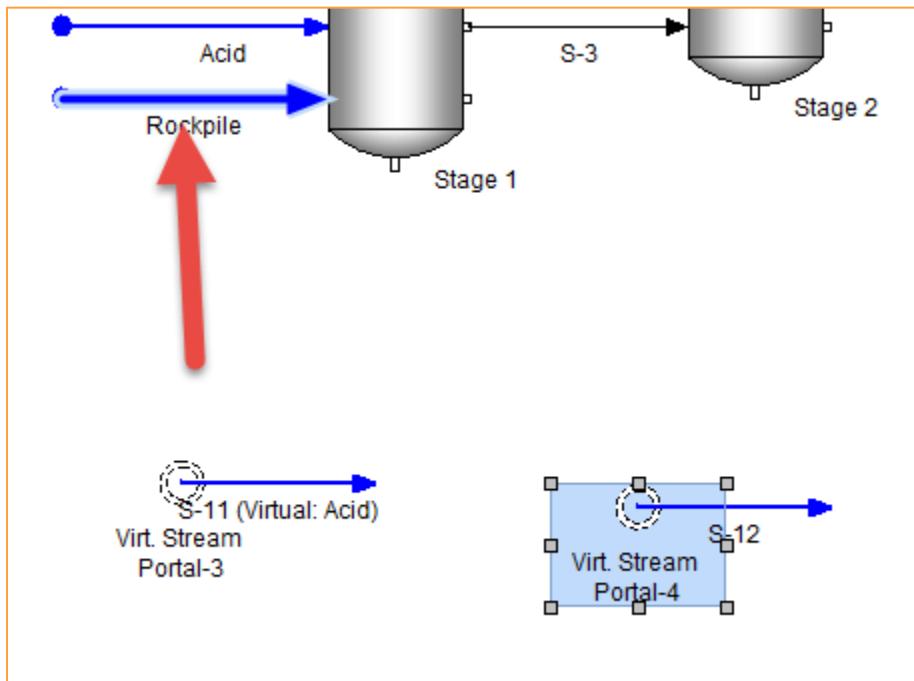 Acid
S-3
Rockpile
Stage 2
Stage 1
S-11 (Virtual: Acid)
Virt. Stream
Portal-3
S-12
Virt. Stream
Portal-4